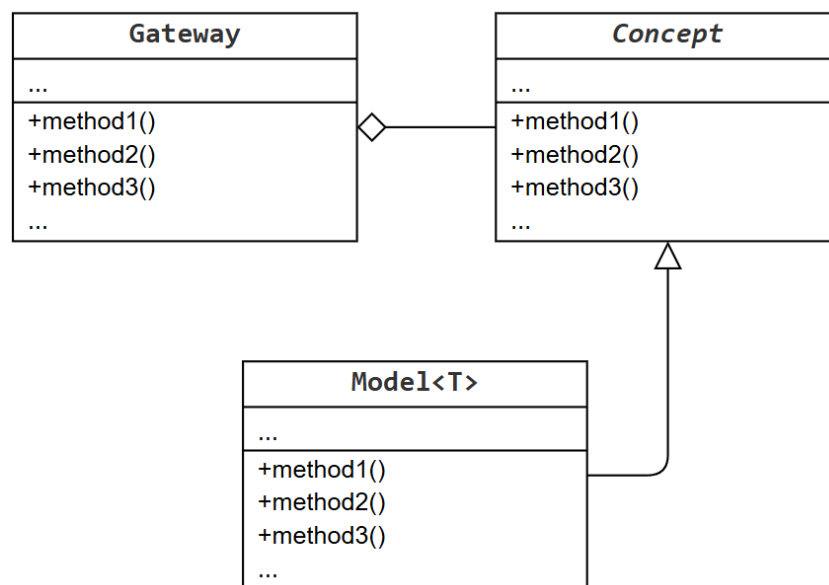 Gateway
...
+method1()
+method2()
+method3()
...
Concept
...
+method1()
+method2()
+method3()
...
Model<T>
...
+method1()
+method2()
+method3()
...